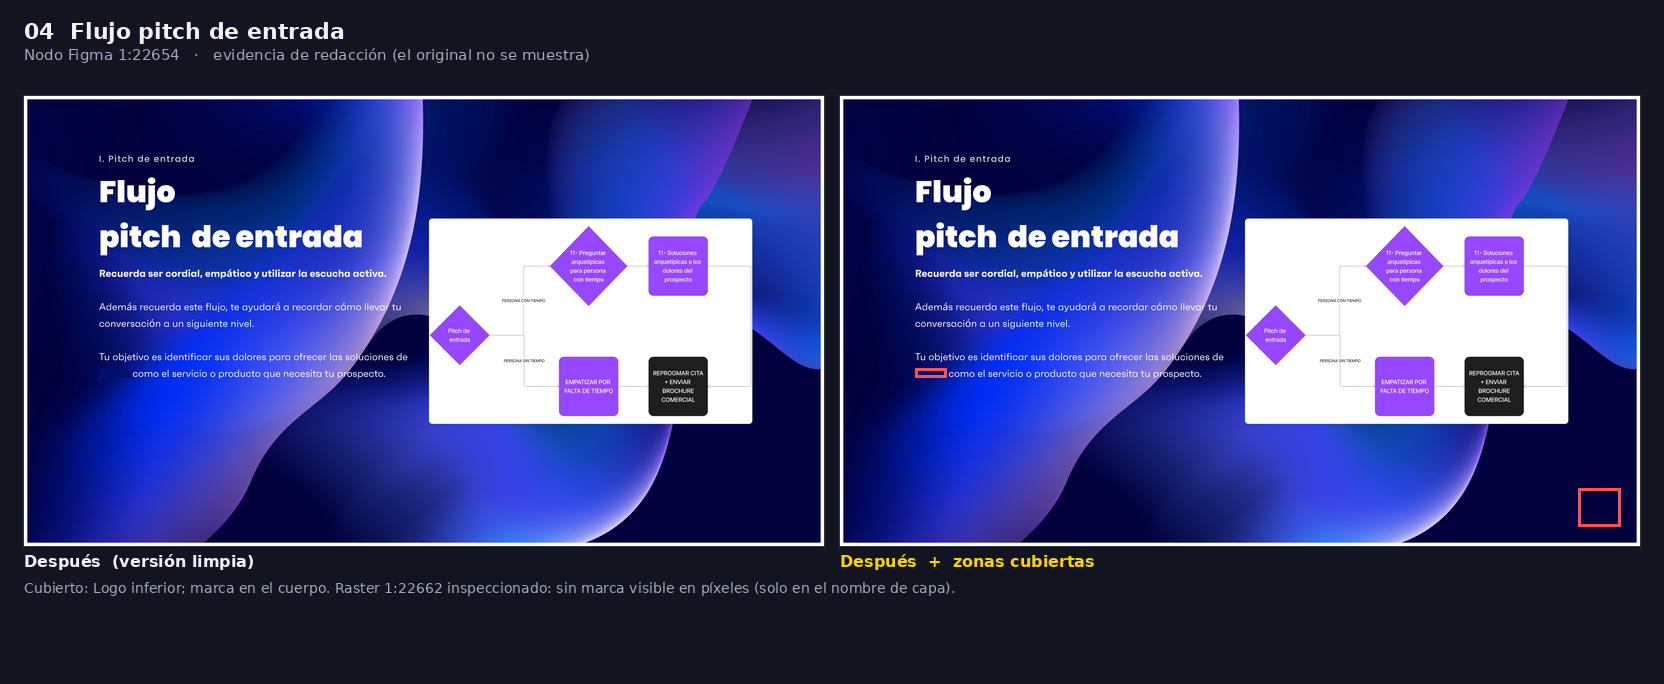 04 Flujo pitch de entrada
Nodo Figma 1:22654 · evidencia de redacción (el original no se muestra)
I. Pitch de entrada
Flujo
pitch de entrada
Recuerda ser cordial, empático y utilizar la escucha activa.
Además recuerda este flujo, te ayudará a recordar cómo llevar tu
conversación a un siguiente nivel.
Tu objetivo es identificar sus dolores para ofrecer las soluciones de
como el servicio o producto que necesita tu prospecto.
11- Preguntar
arquetípicas
para persona
con tiempo
11- Soluciones
arquetípicas a los
dolores del
prospecto
PERSONA CON TIEMPO
Pitch de
entrada
PERSONA SIN TIEMPO
EMPATIZAR POR
FALTA DE TIEMPO
REPROGMAR CITA
+ ENVIAR
BROCHURE
COMERCIAL
I. Pitch de entrada
Flujo
pitch de entrada
Recuerda ser cordial, empático y utilizar la escucha activa.
Además recuerda este flujo, te ayudará a recordar cómo llevar tu
conversación a un siguiente nivel.
Tu objetivo es identificar sus dolores para ofrecer las soluciones de
como el servicio o producto que necesita tu prospecto.
11- Preguntar
arquetípicas
para persona
con tiempo
11- Soluciones
arquetípicas a los
dolores del
prospecto
PERSONA CON TIEMPO
Pitch de
entrada
PERSONA SIN TIEMPO
EMPATIZAR POR
FALTA DE TIEMPO
REPROGMAR CITA
+ ENVIAR
BROCHURE
COMERCIAL
Después (versión limpia)
Después + zonas cubiertas
Cubierto: Logo inferior; marca en el cuerpo. Raster 1:22662 inspeccionado: sin marca visible en píxeles (solo en el nombre de capa).